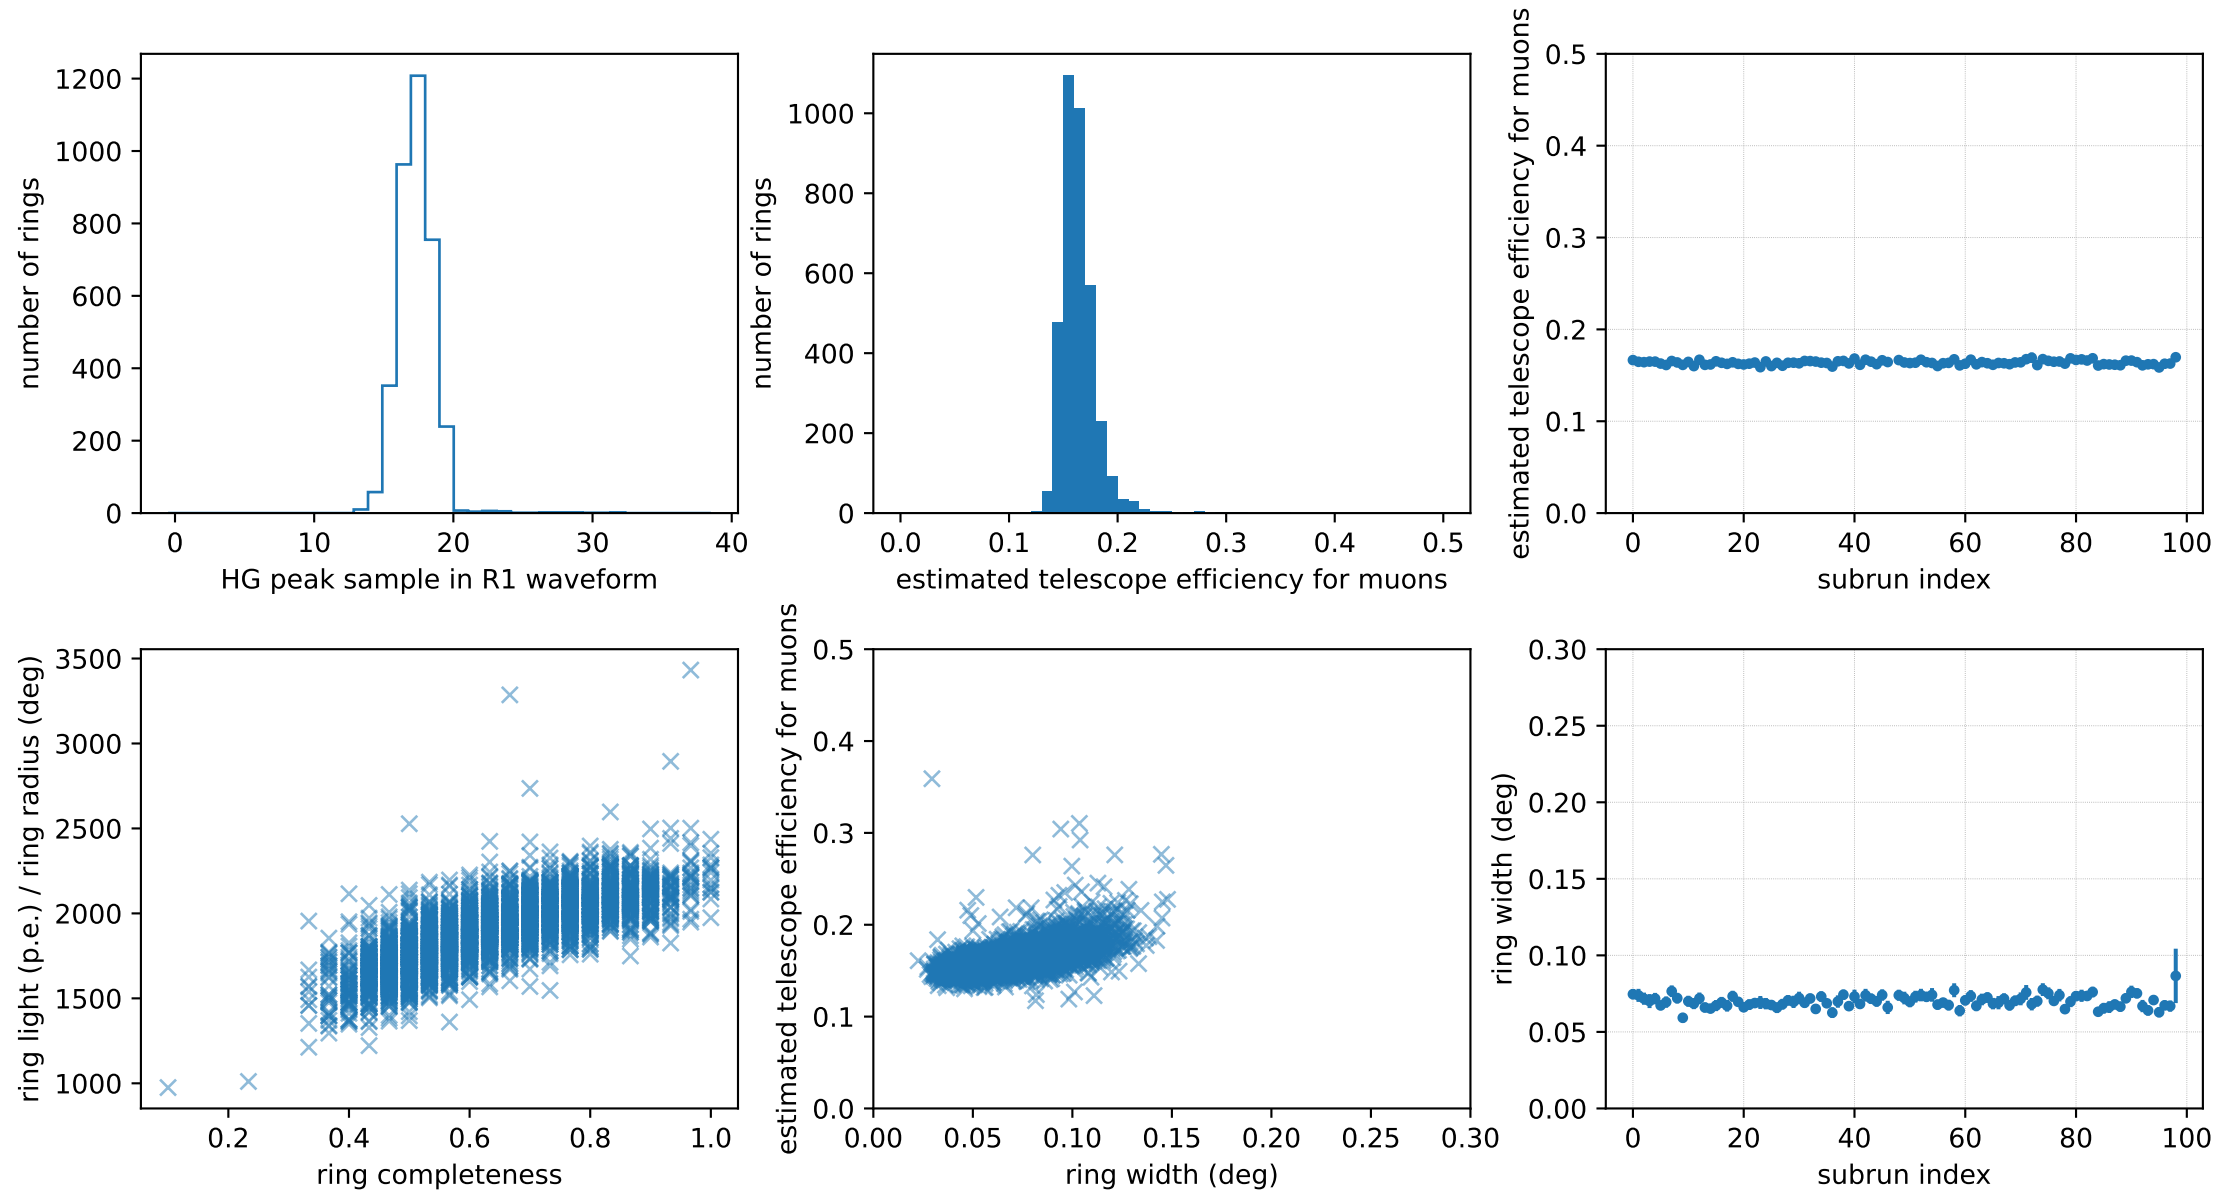 number of rings
1200
1000
800
600
400
200
0
0 10 20 30 40
HG peak sample in R1 waveform
number of rings
1000
800
600
400
200
0
0.0 0.1 0.2 0.3 0.4 0.5
estimated telescope efficiency for muons
estimated telescope efficiency for muons
0.5
0.4
0.3
0.2
0.1
0.0
0 20 40 60 80 100
subrun index
ring light (p.e.) / ring radius (deg)
3500
3000
2500
2000
1500
1000
0.2 0.4 0.6 0.8 1.0
ring completeness
estimated telescope efficiency for muons
0.5
0.4
0.3
0.2
0.1
0.0
0.00 0.05 0.10 0.15 0.20 0.25 0.30
ring width (deg)
ring width (deg)
0.30
0.25
0.20
0.15
0.10
0.05
0.00
0 20 40 60 80 100
subrun index